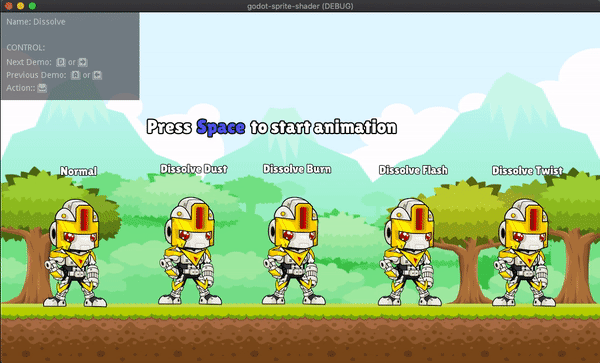 godot-sprite-shader (DEBUG)
Name: Dissolve
CONTROL:
Next Demo: or
Previous Demo: or
Action::
Press Space to start animation
Normal
Dissolve Dust
Dissolve Burn
Dissolve Flash
Dissolve Twist